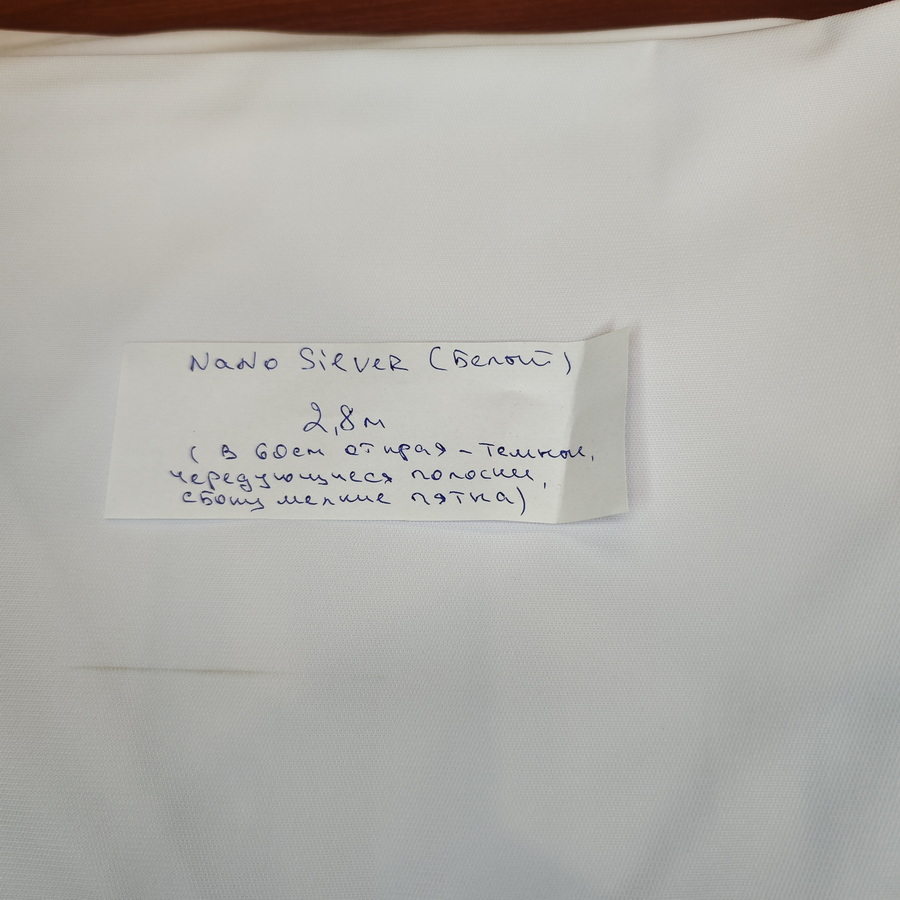 NaNo Silver (Белый)
2,8м
( В 60см от края - темные,
чередующиеся полоски,
сбоку мелкие пятна)